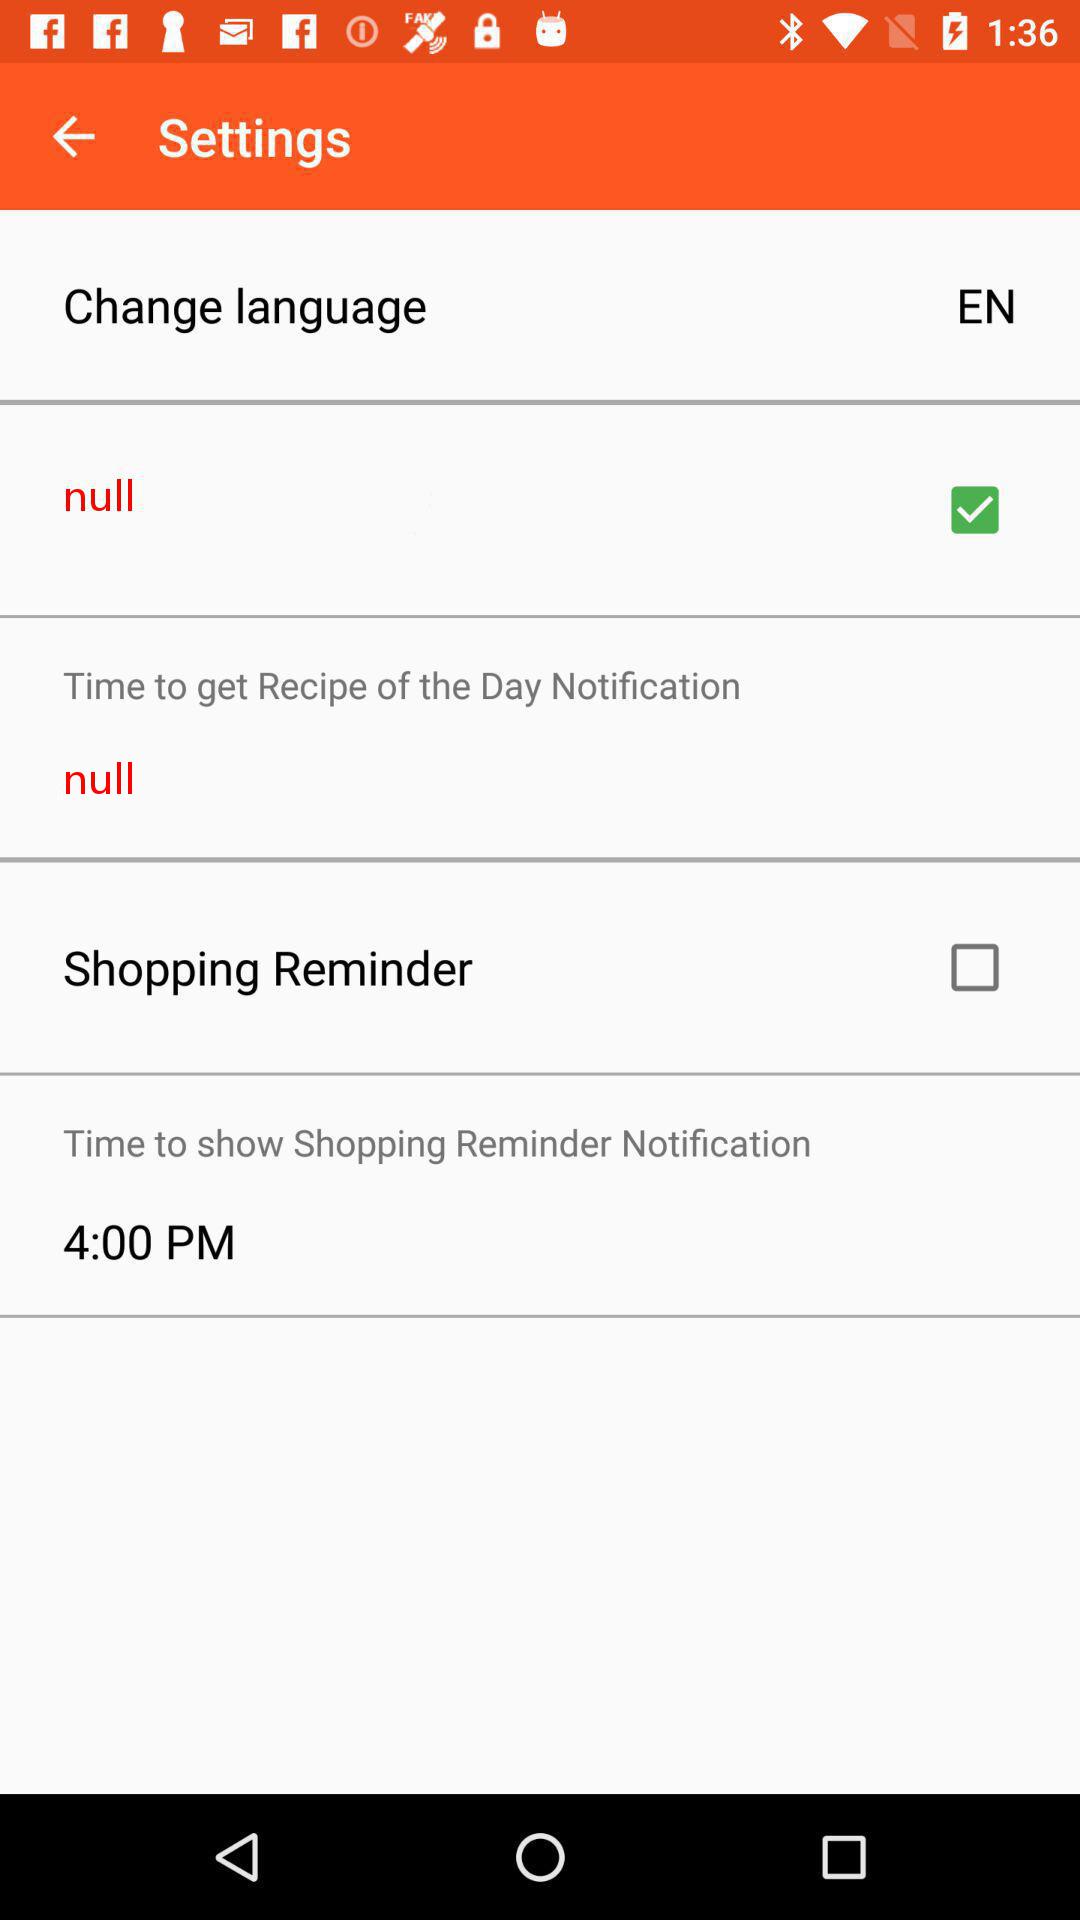 FAKE
1:36
Settings
Change language EN
null
Time to get Recipe of the Day Notification
null
Shopping Reminder
Time to show Shopping Reminder Notification
4:00 PM